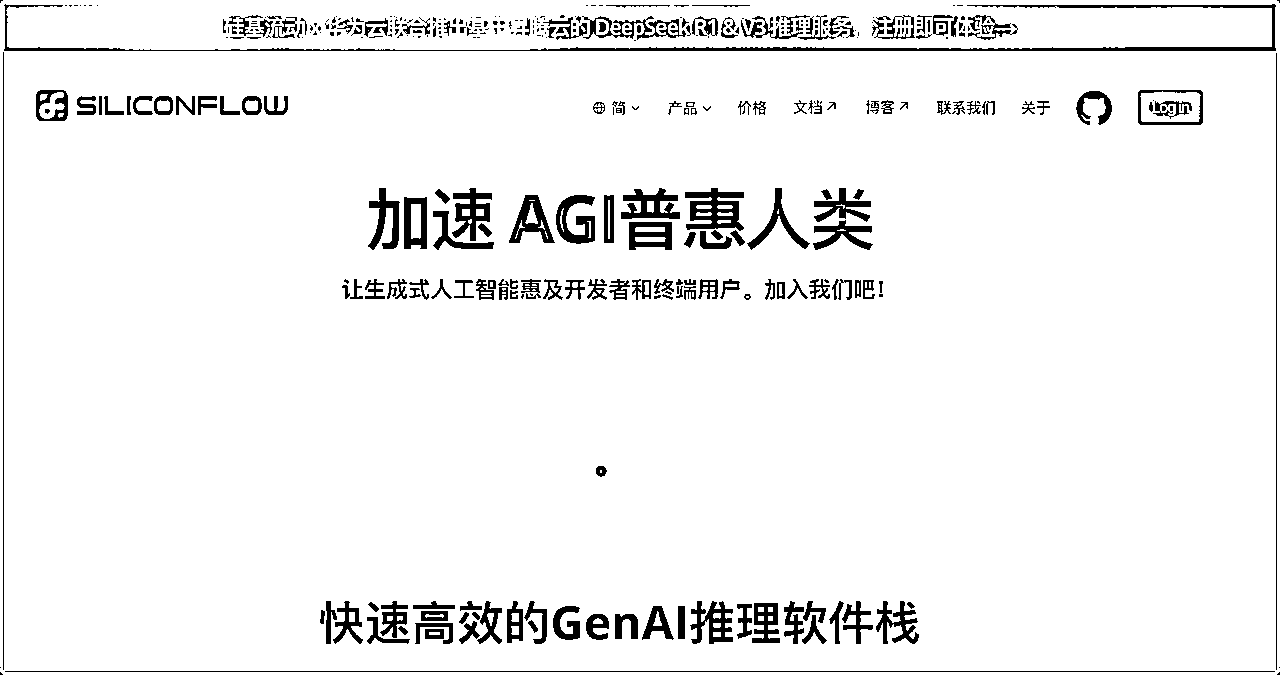 硅基流动 x 华为云联合推出基于昇腾云的 DeepSeek R1 & V3 推理服务，注册即可体验→
SILICONFLOW
简 产品 价格 文档 博客 联系我们 关于 Login
加速 AGI普惠人类
让生成式人工智能惠及开发者和终端用户。加入我们吧!
快速高效的GenAI推理软件栈